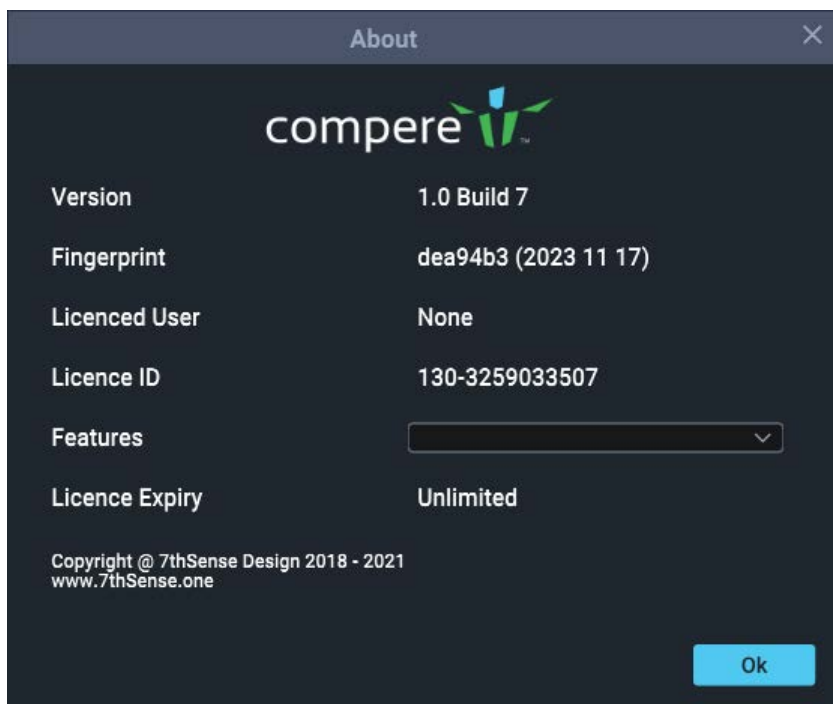 About
compere
TM
Version 1.0 Build 7
Fingerprint dea94b3 (2023 11 17)
Licenced User None
Licence ID 130-3259033507
Features
Licence Expiry Unlimited
Copyright @ 7thSense Design 2018 - 2021
www.7thSense.one
Ok